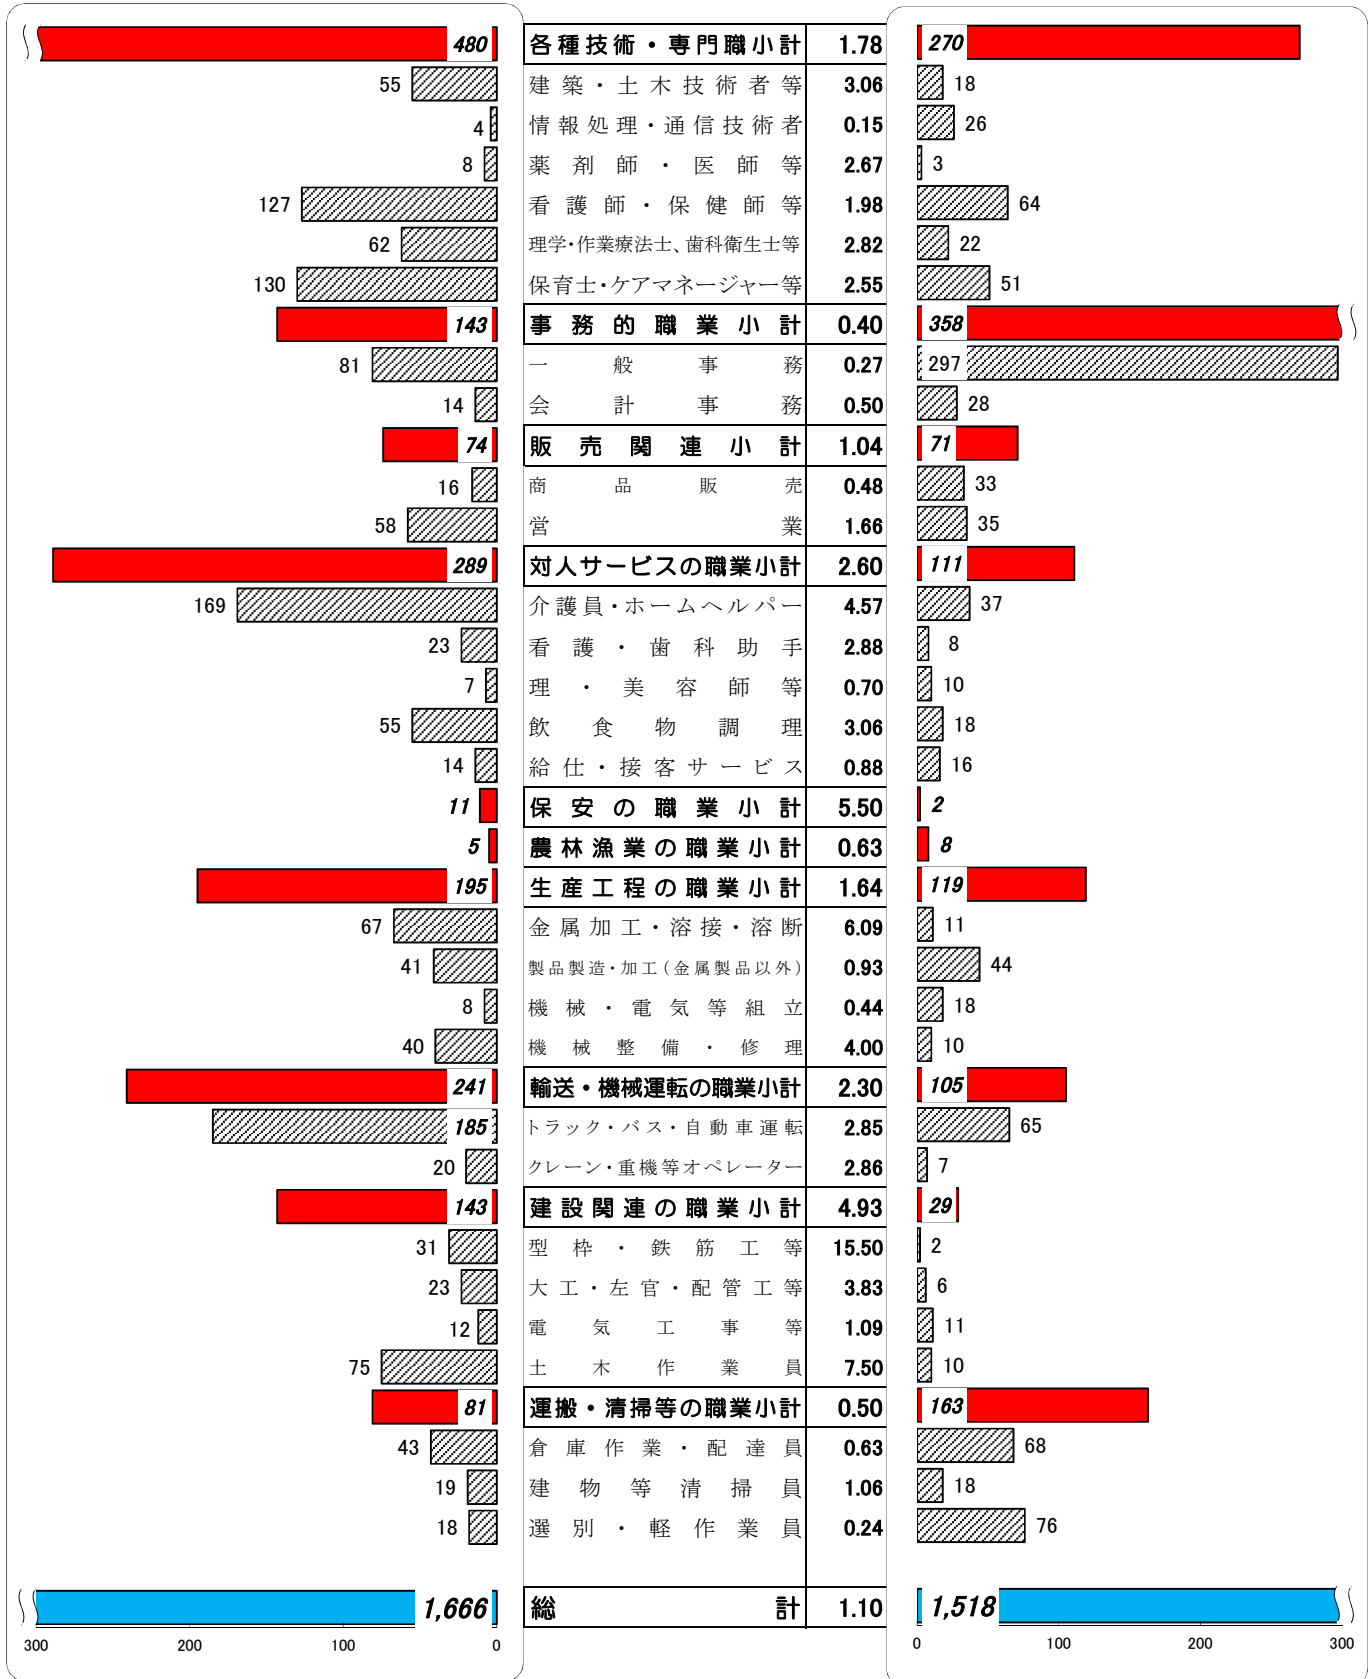 480 各種技術・専門職小計 1.78 270
55 建築・土木技術者等 3.06 18
4 情報処理・通信技術者 0.15 26
8 薬剤師・医師等 2.67 3
127 看護師・保健師等 1.98 64
62 理学・作業療法士、歯科衛生士等 2.82 22
130 保育士・ケアマネージャー等 2.55 51
143 事務的職業小計 0.40 358
81 一般事務 0.27 297
14 会計事務 0.50 28
74 販売関連小計 1.04 71
16 商品販売 0.48 33
58 営業 1.66 35
289 対人サービスの職業小計 2.60 111
169 介護員・ホームヘルパー 4.57 37
23 看護・歯科助手 2.88 8
7 理・美容師等 0.70 10
55 飲食物調理 3.06 18
14 給仕・接客サービス 0.88 16
11 保安の職業小計 5.50 2
5 農林漁業の職業小計 0.63 8
195 生産工程の職業小計 1.64 119
67 金属加工・溶接・溶断 6.09 11
41 製品製造・加工(金属製品以外) 0.93 44
8 機械・電気等組立 0.44 18
40 機械整備・修理 4.00 10
241 輸送・機械運転の職業小計 2.30 105
185 トラック・バス・自動車運転 2.85 65
20 クレーン・重機等オペレーター 2.86 7
143 建設関連の職業小計 4.93 29
31 型枠・鉄筋工等 15.50 2
23 大工・左官・配管工等 3.83 6
12 電気工事等 1.09 11
75 土木作業員 7.50 10
81 運搬・清掃等の職業小計 0.50 163
43 倉庫作業・配達員 0.63 68
19 建物等清掃員 1.06 18
18 選別・軽作業員 0.24 76
1,666 総計 1.10 1,518
300 200 100 0 0 100 200 300